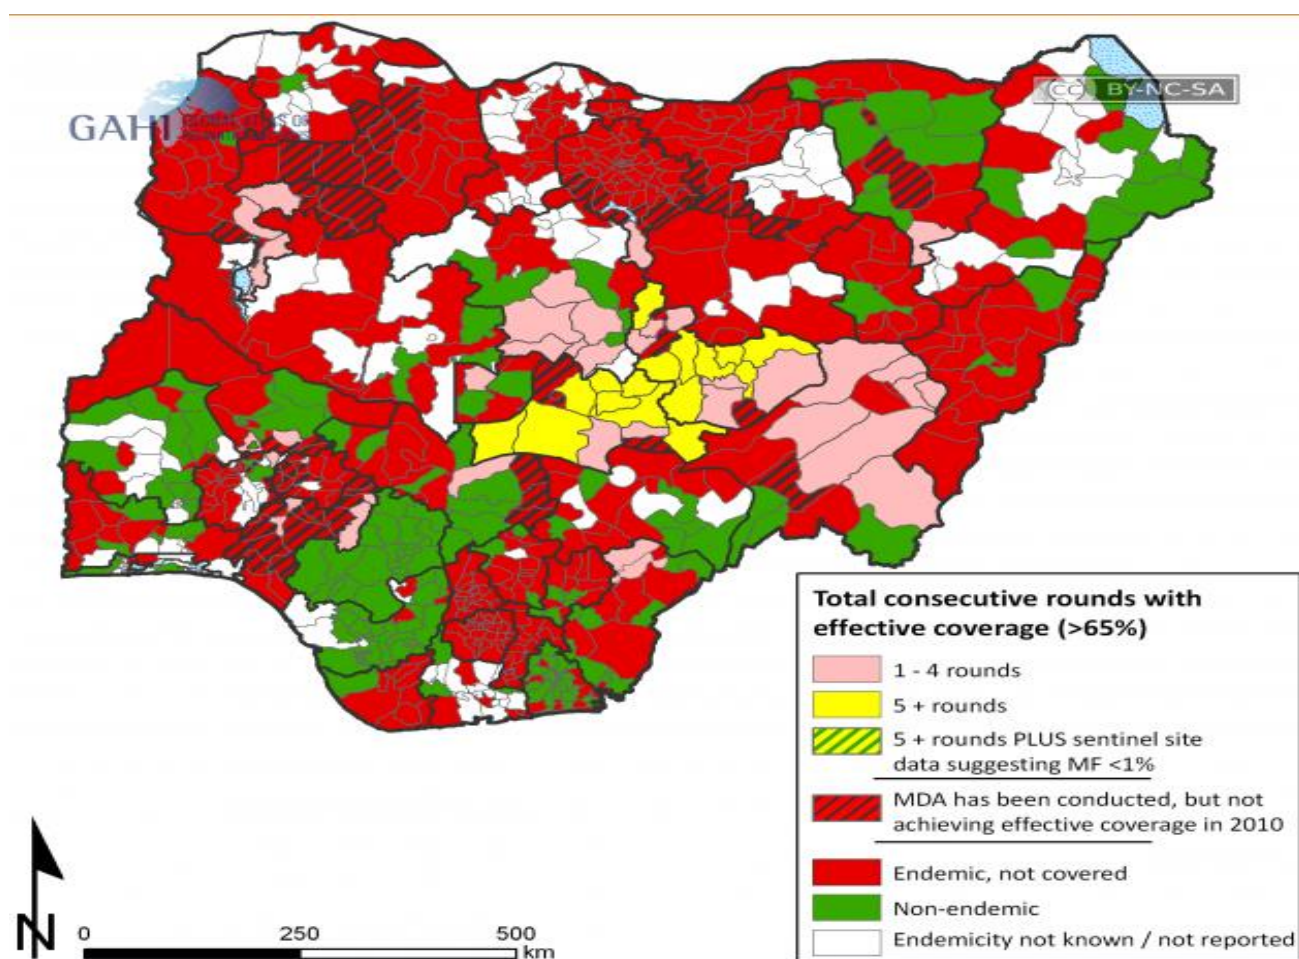 GAHI
CC BY-NC-SA
Total consecutive rounds with
effective coverage (>65%)
1 - 4 rounds
5 + rounds
5 + rounds PLUS sentinel site
data suggesting MF <1%
MDA has been conducted, but not
achieving effective coverage in 2010
Endemic, not covered
Non-endemic
Endemicity not known / not reported
N
0 250 500
km